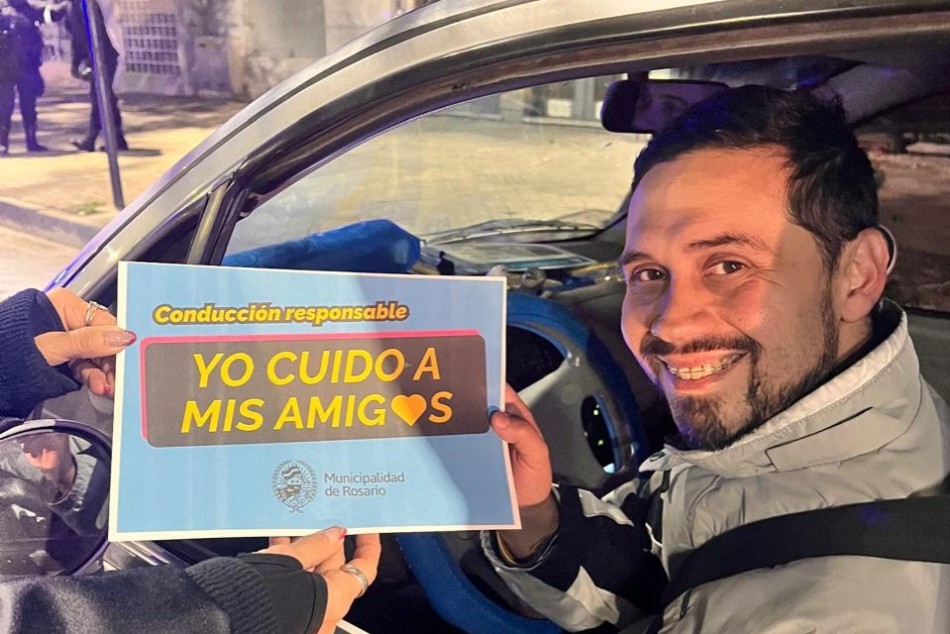 Conducción responsable
YO CUIDO A
MIS AMIG🧡S
Municipalidad
de Rosario